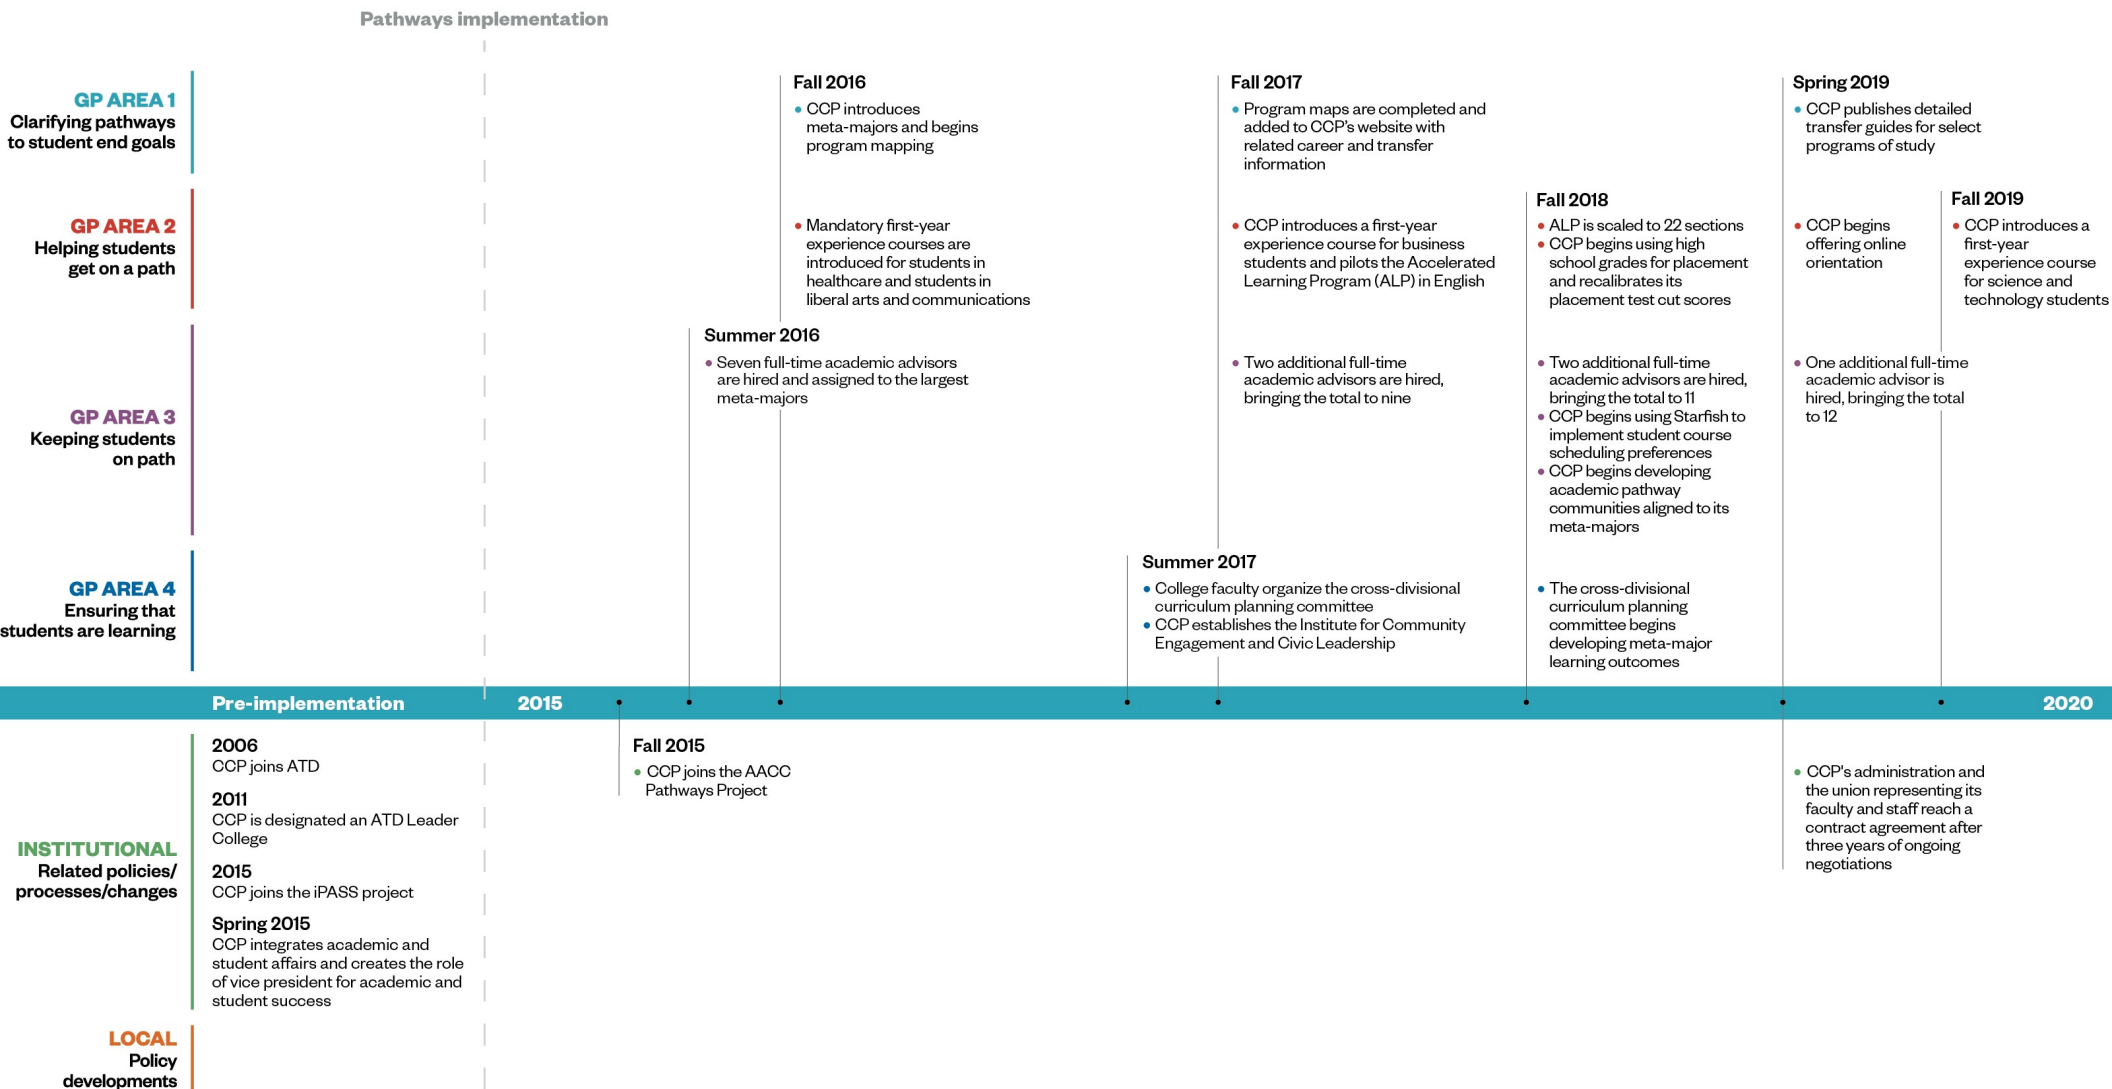 Pathways implementation
GP AREA 1
Clarifying pathways
to student end goals
Fall 2016
• CCP introduces
meta-majors and begins
program mapping
Fall 2017
• Program maps are completed and
added to CCP's website with
related career and transfer
information
Spring 2019
• CCP publishes detailed
transfer guides for select
programs of study
GP AREA 2
Helping students
get on a path
• Mandatory first-year
experience courses are
introduced for students in
healthcare and students in
liberal arts and communications
• CCP introduces a first-year
experience course for business
students and pilots the Accelerated
Learning Program (ALP) in English
Fall 2018
• ALP is scaled to 22 sections
• CCP begins using high
school grades for placement
and recalibrates its
placement test cut scores
• CCP begins
offering online
orientation
Fall 2019
• CCP introduces a
first-year
experience course
for science and
technology students
GP AREA 3
Keeping students
on path
Summer 2016
• Seven full-time academic advisors
are hired and assigned to the largest
meta-majors
• Two additional full-time
academic advisors are hired,
bringing the total to nine
• Two additional full-time
academic advisors are hired,
bringing the total to 11
• CCP begins using Starfish to
implement student course
scheduling preferences
• CCP begins developing
academic pathway
communities aligned to its
meta-majors
• One additional full-time
academic advisor is
hired, bringing the total
to 12
GP AREA 4
Ensuring that
students are learning
Summer 2017
• College faculty organize the cross-divisional
curriculum planning committee
• CCP establishes the Institute for Community
Engagement and Civic Leadership
• The cross-divisional
curriculum planning
committee begins
developing meta-major
learning outcomes
Pre-implementation
2015
2020
INSTITUTIONAL
Related policies/
processes/changes
2006
CCP joins ATD
2011
CCP is designated an ATD Leader
College
2015
CCP joins the iPASS project
Spring 2015
CCP integrates academic and
student affairs and creates the role
of vice president for academic and
student success
Fall 2015
• CCP joins the AACC
Pathways Project
• CCP's administration and
the union representing its
faculty and staff reach a
contract agreement after
three years of ongoing
negotiations
LOCAL
Policy
developments